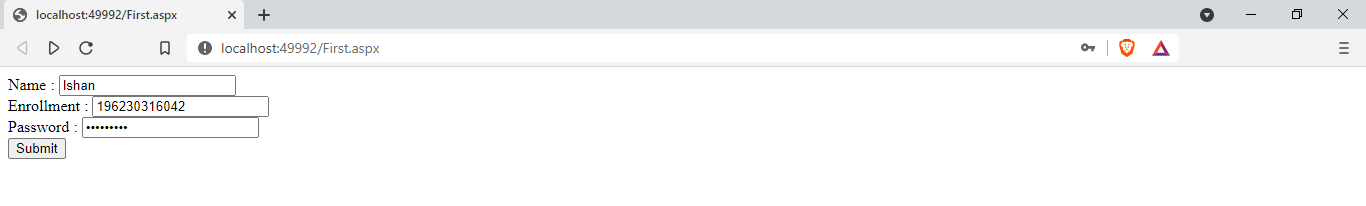 localhost:49992/First.aspx
localhost:49992/First.aspx
Name : Ishan
Enrollment : 196230316042
Password : •••••••••
Submit